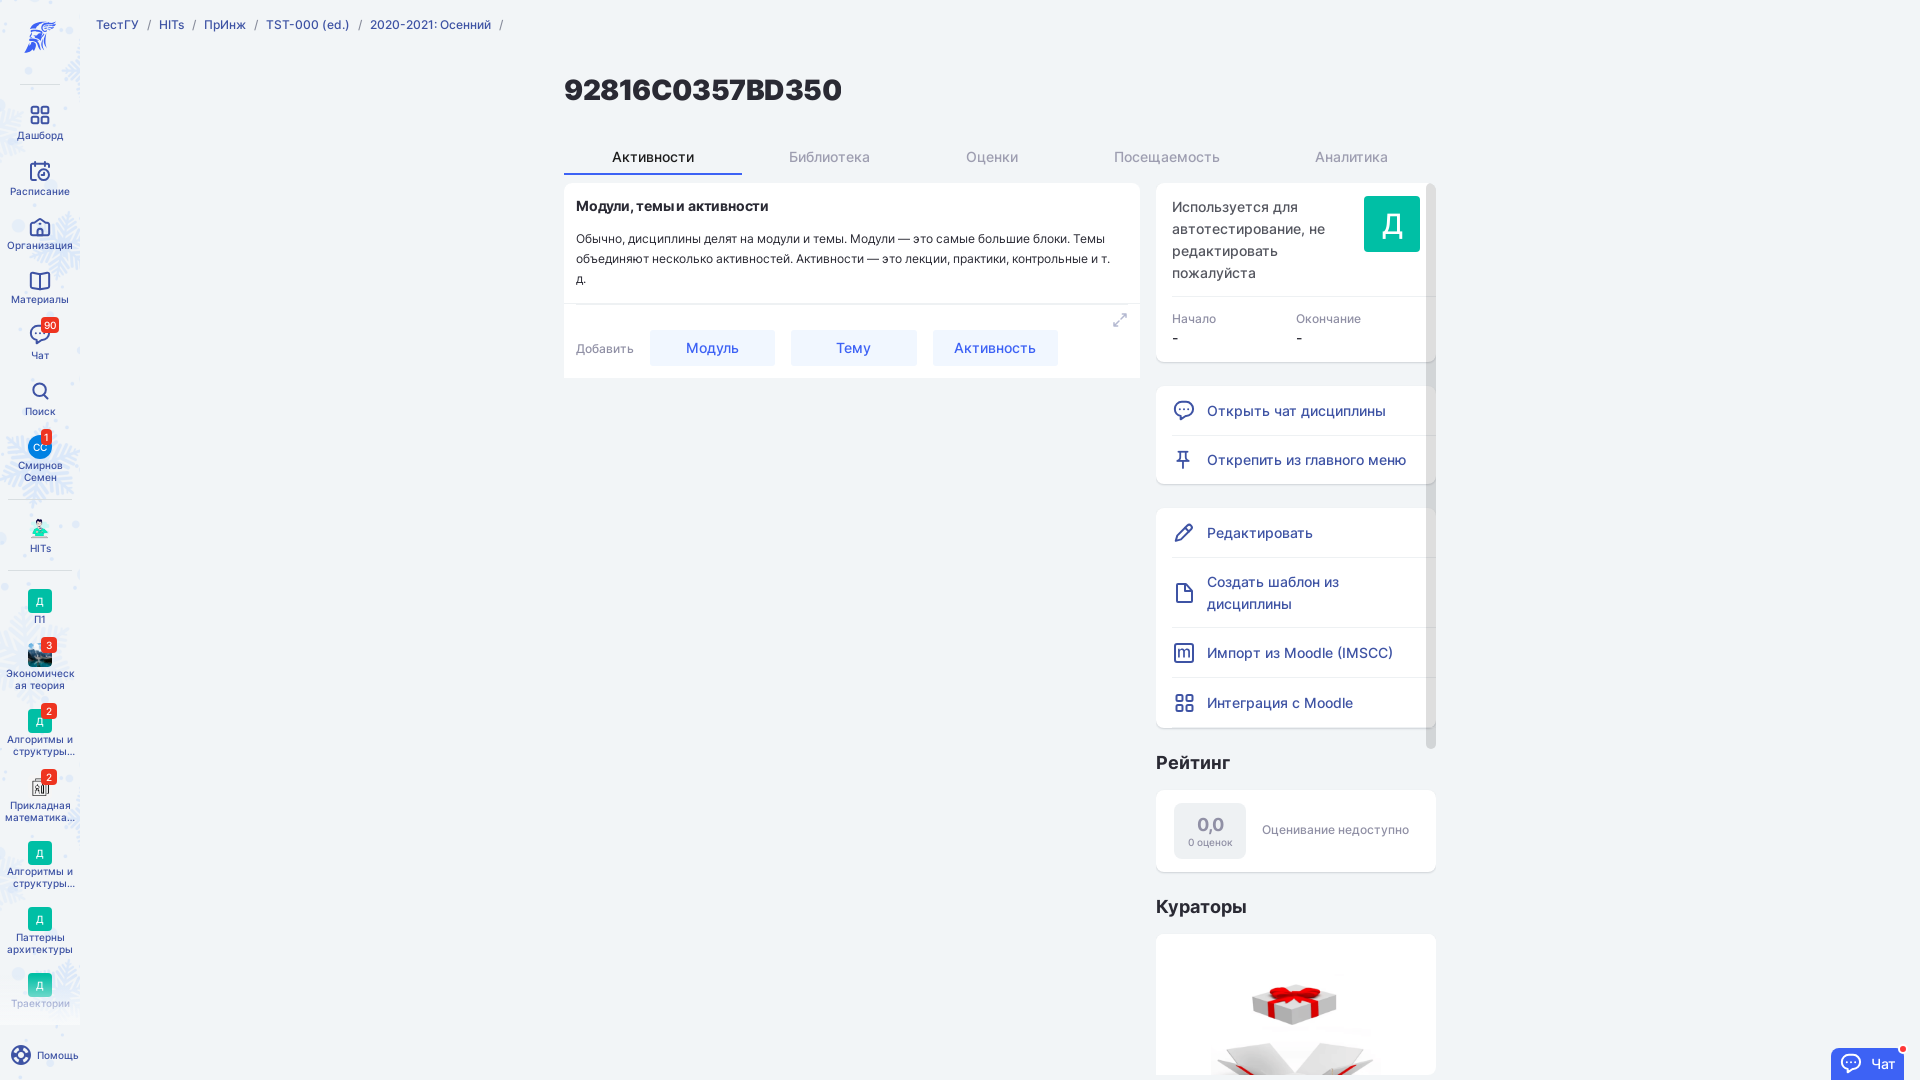 ТестГУ / HITs / ПрИнж / TST-000 (ed.) / 2020-2021: Осенний /
92816C0357BD350
Активности Библиотека Оценки Посещаемость Аналитика
Дашборд
Расписание
Организация
Материалы
90
Чат
Поиск
СС 1
Смирнов
Семен
HITs
Д
П1
3
Экономическ
ая теория
Д 2
Алгоритмы и
структуры...
2
Прикладная
математика...
Д
Алгоритмы и
структуры...
Д
Паттерны
архитектуры
Д
Траектории
Помощь
Модули, темы и активности
Обычно, дисциплины делят на модули и темы. Модули — это самые большие блоки. Темы
объединяют несколько активностей. Активности — это лекции, практики, контрольные и т.
д.
Добавить Модуль Тему Активность
Используется для
автотестирование, не
редактировать
пожалуйста
Д
Начало Окончание
- -
Открыть чат дисциплины
Открепить из главного меню
Редактировать
Создать шаблон из
дисциплины
Импорт из Moodle (IMSCC)
Интеграция с Moodle
Рейтинг
0,0
0 оценок
Оценивание недоступно
Кураторы
Чат